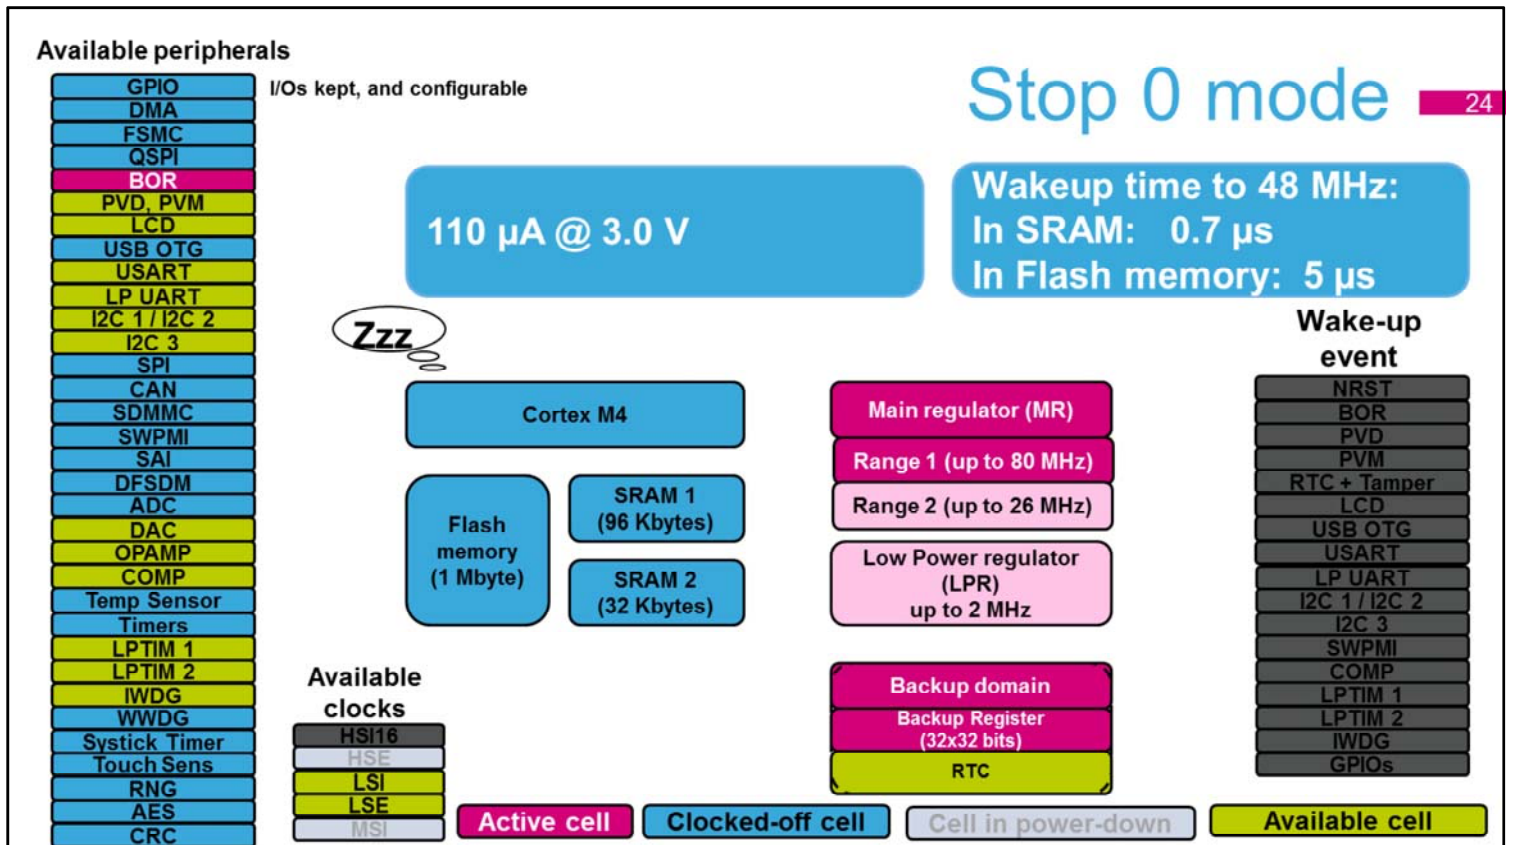 Available peripherals
GPIO
I/Os kept, and configurable
DMA
FSMC
QSPI
BOR
PVD, PVM
LCD
USB OTG
USART
LP UART
I2C 1 / I2C 2
I2C 3
SPI
CAN
SDMMC
SWPMI
SAI
DFSDM
ADC
DAC
OPAMP
COMP
Temp Sensor
Timers
LPTIM 1
LPTIM 2
IWDG
WWDG
Systick Timer
Touch Sens
RNG
AES
CRC
Stop 0 mode
24
110 µA @ 3.0 V
Wakeup time to 48 MHz:
In SRAM: 0.7 µs
In Flash memory: 5 µs
Zzz
Cortex M4
Flash
memory
(1 Mbyte)
SRAM 1
(96 Kbytes)
SRAM 2
(32 Kbytes)
Main regulator (MR)
Range 1 (up to 80 MHz)
Range 2 (up to 26 MHz)
Low Power regulator
(LPR)
up to 2 MHz
Backup domain
Backup Register
(32x32 bits)
RTC
Wake-up
event
NRST
BOR
PVD
PVM
RTC + Tamper
LCD
USB OTG
USART
LP UART
I2C 1 / I2C 2
I2C 3
SWPMI
COMP
LPTIM 1
LPTIM 2
IWDG
GPIOs
Available
clocks
HSI16
HSE
LSI
LSE
MSI
Active cell
Clocked-off cell
Cell in power-down
Available cell